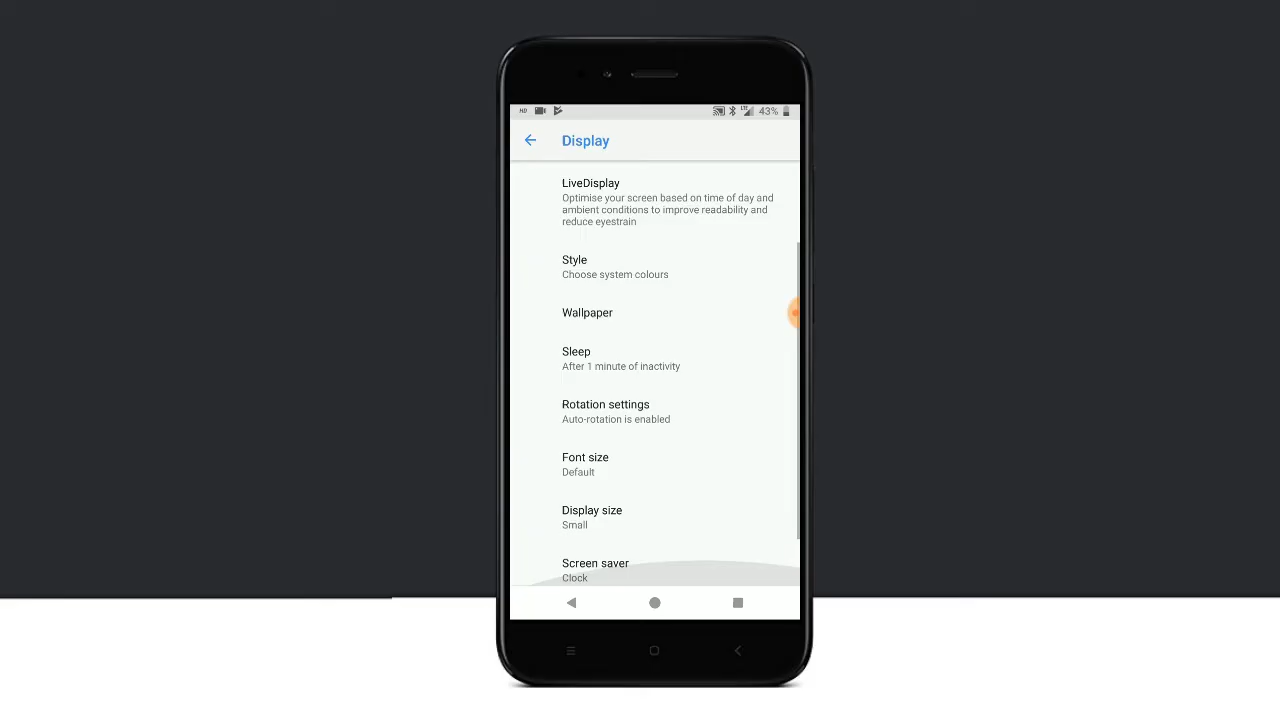 HD LTE 43%
Display
LiveDisplay
Optimise your screen based on time of day and
ambient conditions to improve readability and
reduce eyestrain
Style
Choose system colours
Wallpaper
Sleep
After 1 minute of inactivity
Rotation settings
Auto-rotation is enabled
Font size
Default
Display size
Small
Screen saver
Clock